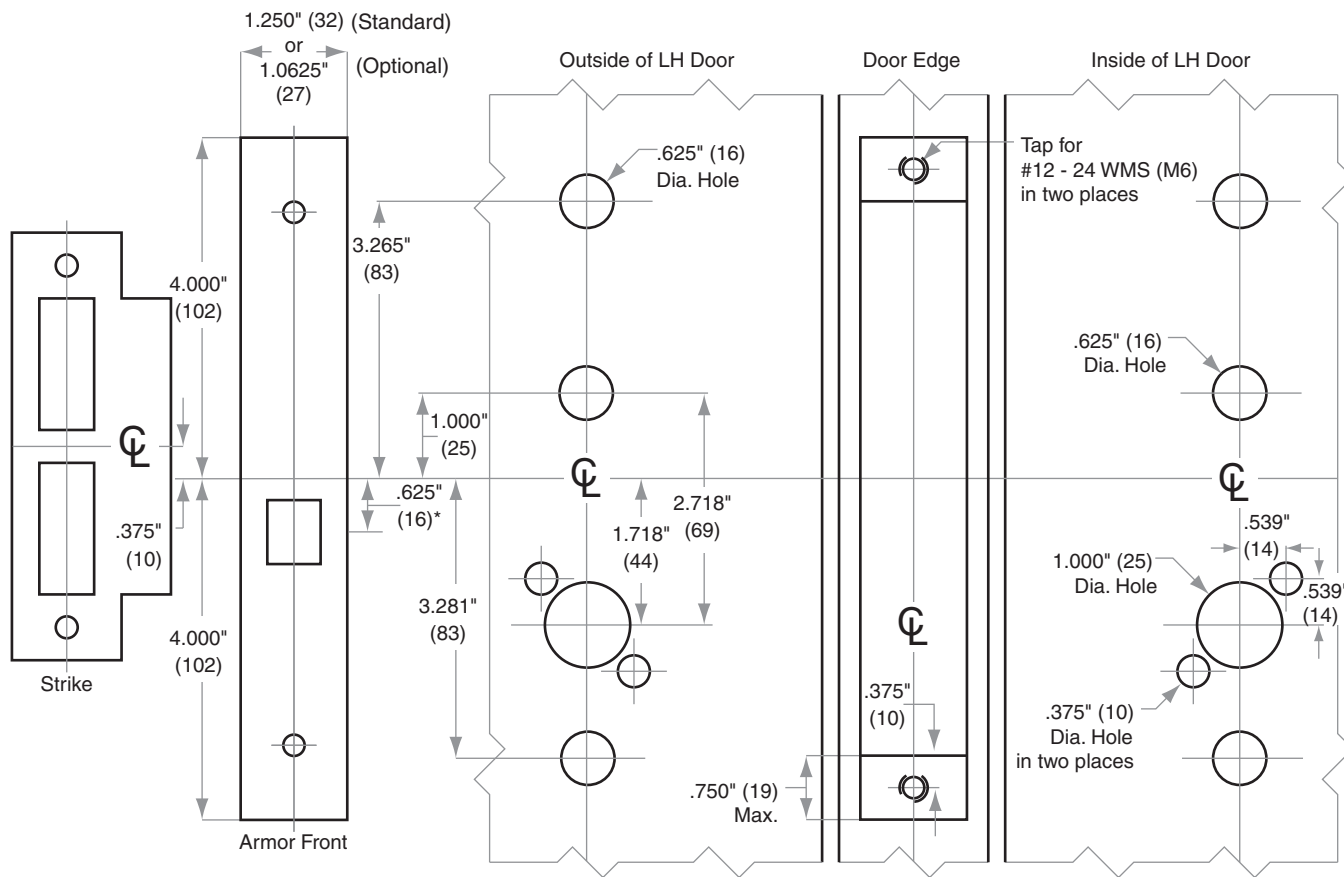 1.250" (32) (Standard)
or
1.0625" (Optional)
(27)
Outside of LH Door
Door Edge
Inside of LH Door
.625" (16)
Dia. Hole
Tap for
#12 - 24 WMS (M6)
in two places
3.265"
(83)
4.000"
(102)
.625" (16)
Dia. Hole
1.000"
(25)
℄
℄
℄
.625"
(16)*
2.718"
(69)
1.718"
(44)
.375"
(10)
.539"
(14)
1.000" (25)
Dia. Hole
.539"
(14)
3.281"
(83)
℄
4.000"
(102)
Strike
.375"
(10)
.375" (10)
Dia. Hole
in two places
.750" (19)
Max.
Armor Front